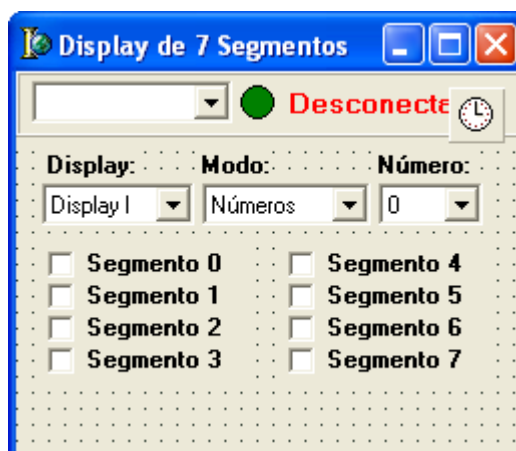 Display de 7 Segmentos
Desconecta
Display: Modo: Número:
Display I Números 0
Segmento 0 Segmento 4
Segmento 1 Segmento 5
Segmento 2 Segmento 6
Segmento 3 Segmento 7